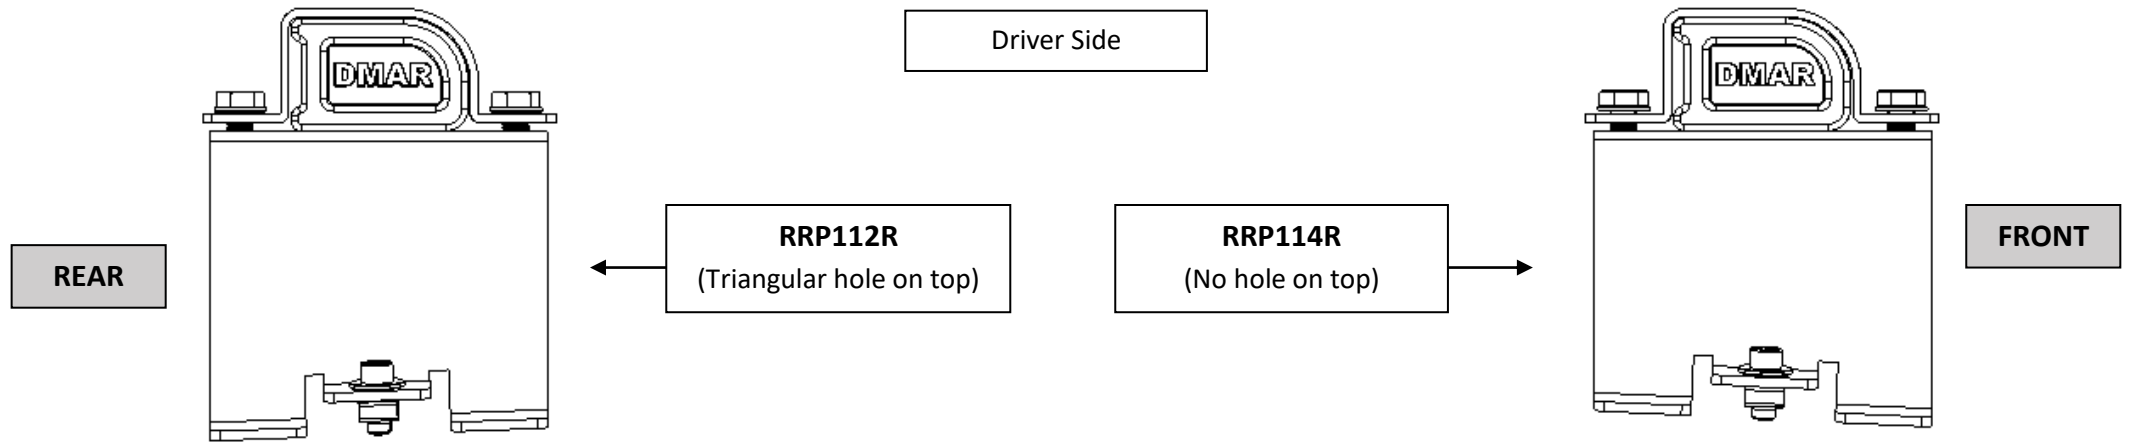 DMAR
Driver Side
DMAR
RRP112R
(Triangular hole on top)
RRP114R
(No hole on top)
REAR
FRONT